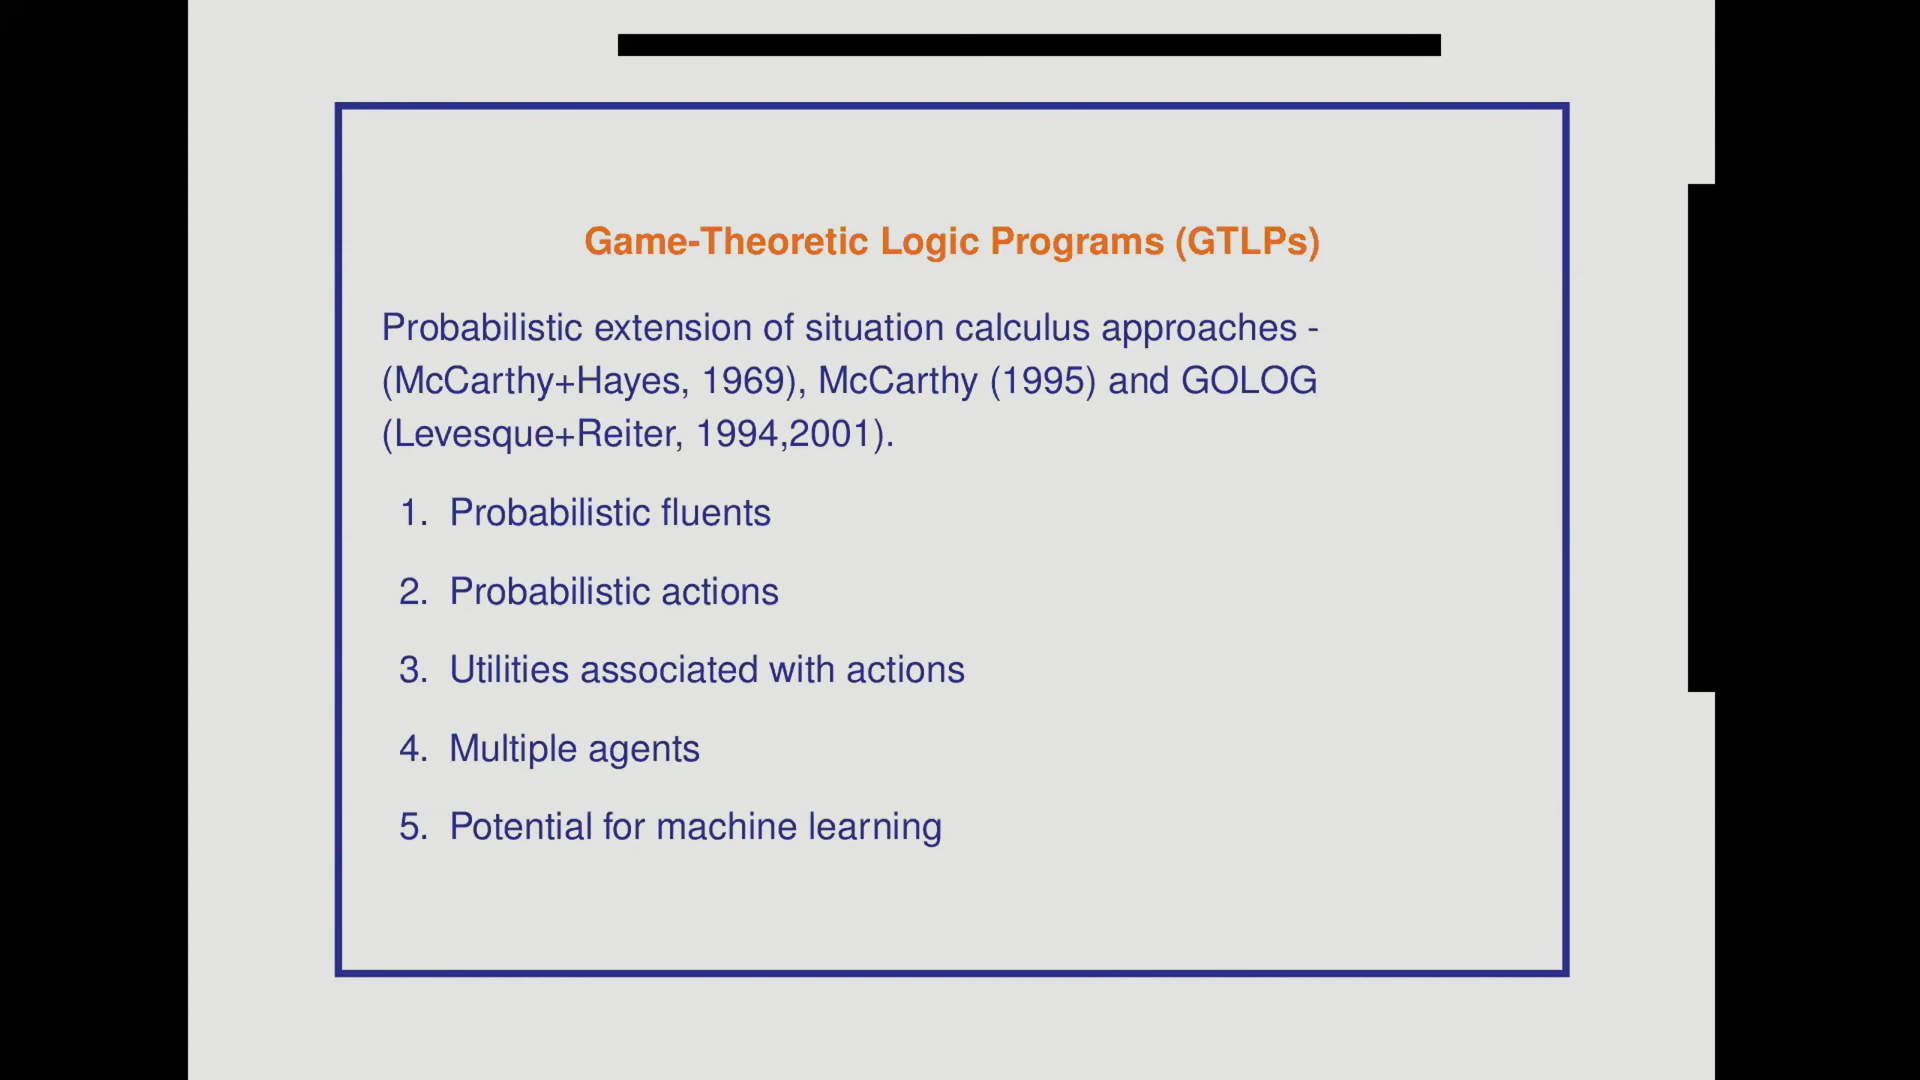 Game-Theoretic Logic Programs (GTLPs)
Probabilistic extension of situation calculus approaches -
(McCarthy+Hayes, 1969), McCarthy (1995) and GOLOG
(Levesque+Reiter, 1994,2001).
1. Probabilistic fluents
2. Probabilistic actions
3. Utilities associated with actions
4. Multiple agents
5. Potential for machine learning